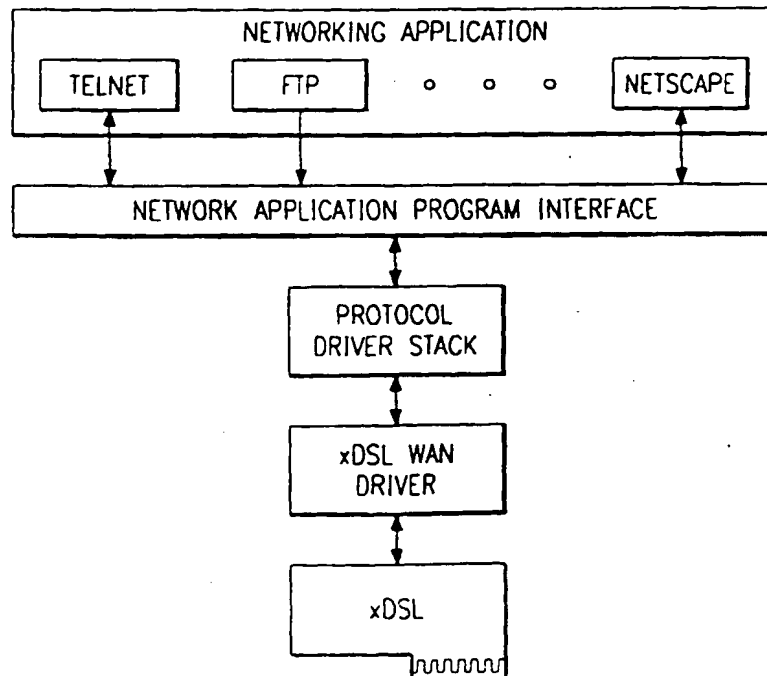 NETWORKING APPLICATION
TELNET
FTP
NETSCAPE
NETWORK APPLICATION PROGRAM INTERFACE
PROTOCOL
DRIVER STACK
xDSL WAN
DRIVER
xDSL